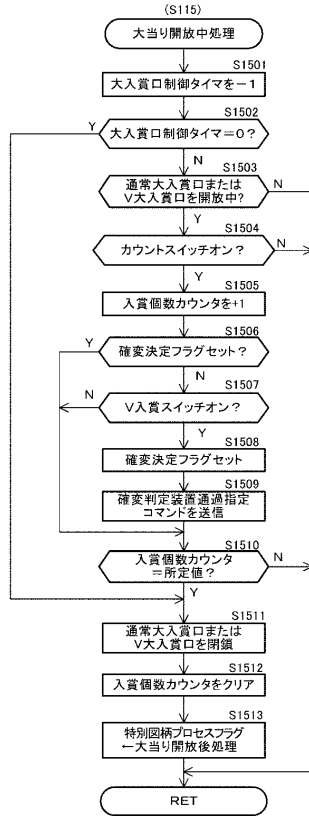 (S115)
大当り開放中処理
S1501
大入賞口制御タイマを－1
S1502
Y
大入賞口制御タイマ＝0？
N
S1503
通常大入賞口または
V大入賞口を開放中?
N
Y
S1504
カウントスイッチオン？
N
Y
S1505
入賞個数カウンタを+1
S1506
Y
確変決定フラグセット？
N
S1507
N
V入賞スイッチオン？
Y
S1508
確変決定フラグセット
S1509
確変判定装置通過指定
コマンドを送信
S1510
入賞個数カウンタ
＝所定値？
N
Y
S1511
通常大入賞口または
V大入賞口を閉鎖
S1512
入賞個数カウンタをクリア
S1513
特別図柄プロセスフラグ
←大当り開放後処理
RET